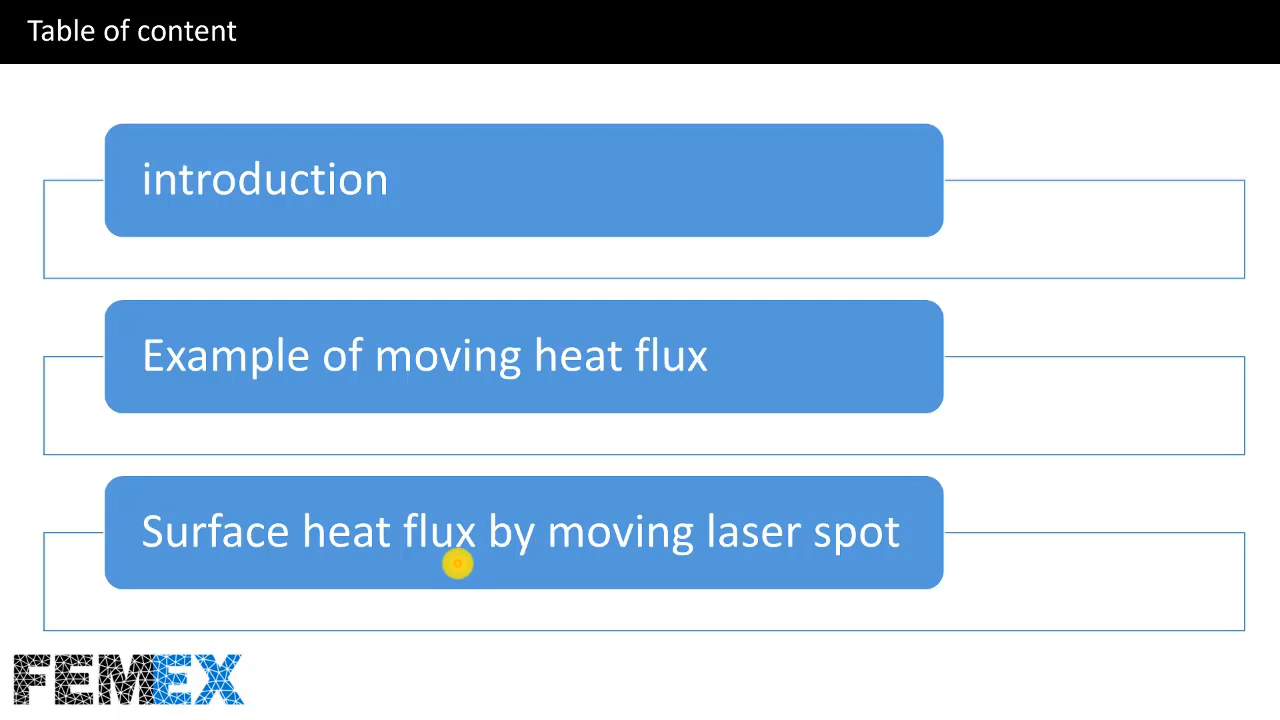 Table of content
introduction
Example of moving heat flux
Surface heat flux by moving laser spot
FEMEX